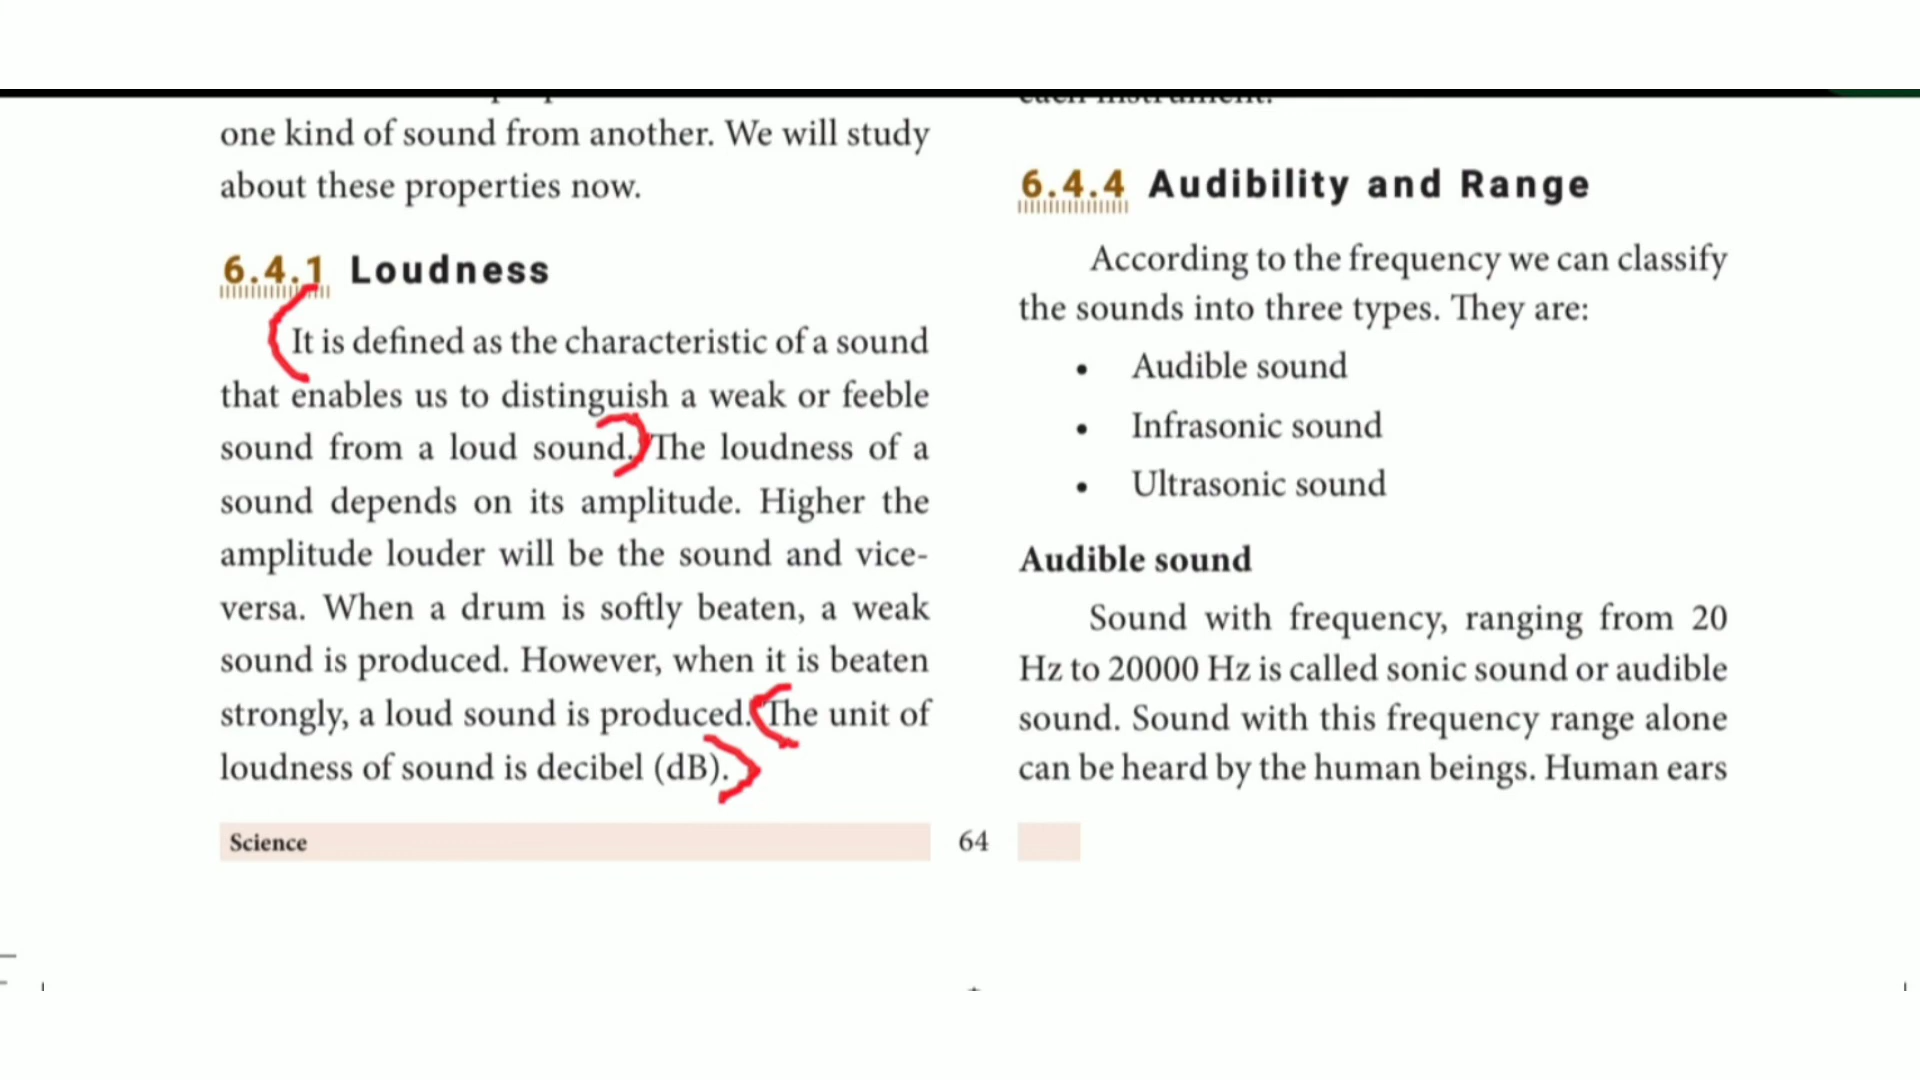 one kind of sound from another. We will study
about these properties now.
6.4.1 Loudness
It is defined as the characteristic of a sound
that enables us to distinguish a weak or feeble
sound from a loud sound. The loudness of a
sound depends on its amplitude. Higher the
amplitude louder will be the sound and vice-
versa. When a drum is softly beaten, a weak
sound is produced. However, when it is beaten
strongly, a loud sound is produced. The unit of
loudness of sound is decibel (dB).
Science
64
each instrument.
6.4.4 Audibility and Range
According to the frequency we can classify
the sounds into three types. They are:
• Audible sound
• Infrasonic sound
• Ultrasonic sound
Audible sound
Sound with frequency, ranging from 20
Hz to 20000 Hz is called sonic sound or audible
sound. Sound with this frequency range alone
can be heard by the human beings. Human ears